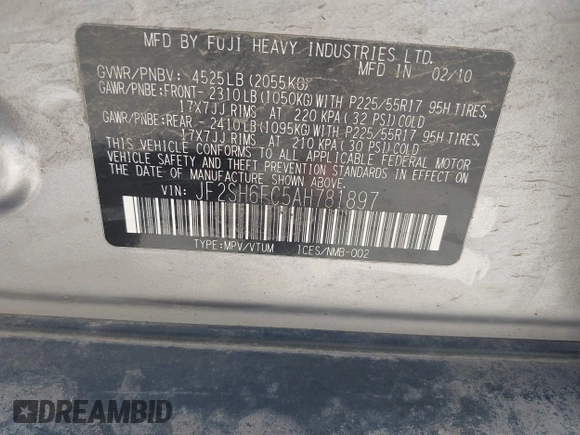 MFD BY FUJI HEAVY INDUSTRIES LTD.
MFD IN 02/10
GVWR/PNBV: 4525LB (2055KG)
GAWR/PNBE:FRONT- 2310LB(1050KG)WITH P225/55R17 95H TIRES,
17X7JJ RIMS AT 220 KPA( 32 PSI)COLD
GAWR/PNBE:REAR - 2410LB(1095KG)WITH P225/55R17 95H TIRES,
17X7JJ RIMS AT 210 KPA( 30 PSI)COLD
THIS VEHICLE CONFORMS TO ALL APPLICABLE FEDERAL MOTOR
VEHICLE SAFETY AND THEFT PREVENTION STANDARDS IN EFFECT ON
THE DATE OF MANUFACTURE SHOWN ABOVE.
VIN: JF2SH6FC5AH781897
TYPE:MPV/VTUM ICES/NMB-002
DREAMBID